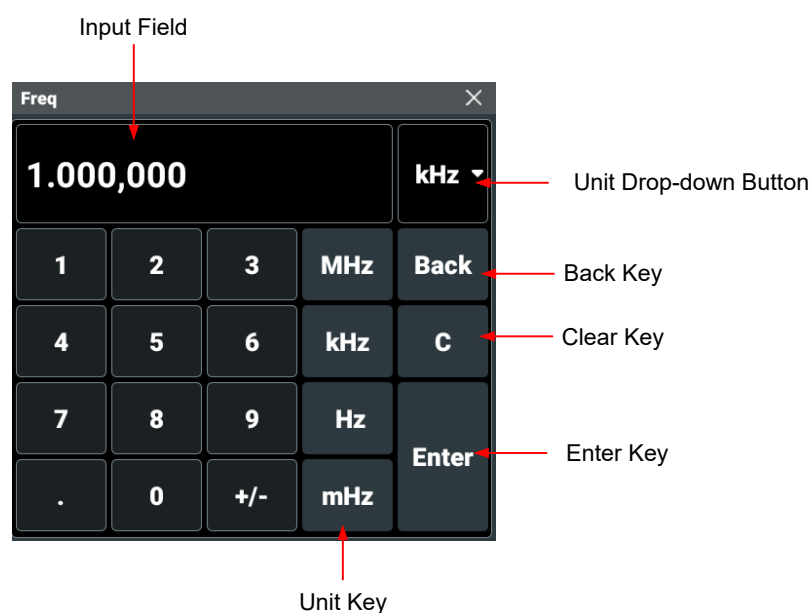 Input Field
Freq
1.000,000 kHz
Unit Drop-down Button
1 2 3 MHz Back
Back Key
4 5 6 kHz C
Clear Key
7 8 9 Hz
Enter
Enter Key
. 0 +/- mHz
Unit Key